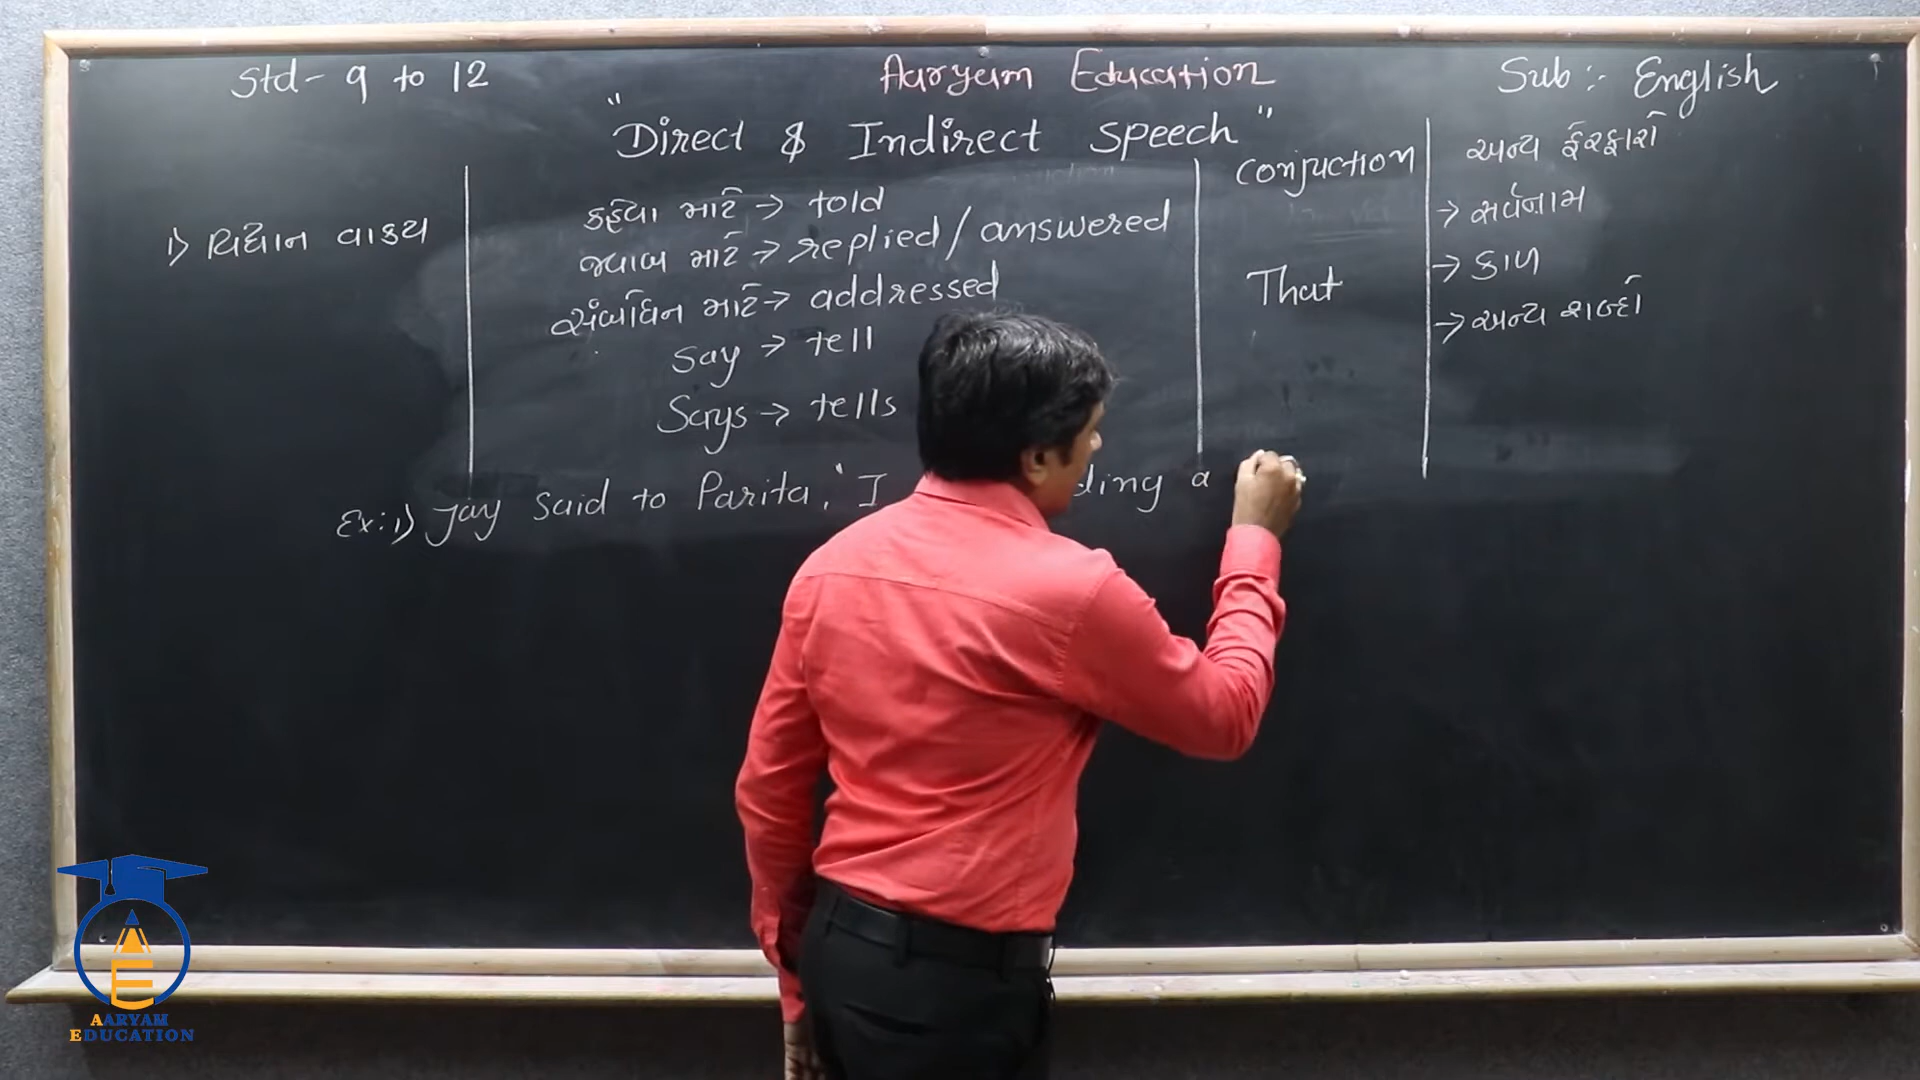 Std - 9 to 12
Aaryam Education
Sub :- English
"Direct & Indirect Speech"
1) વિધાન વાક્ય
કહેવા માટે → told
જવાબ માટે → replied / answered
સંબોધન માટે → addressed
Say → tell
Says → tells
Conjuction
That
અન્ય ફેરફારો
→ સર્વનામ
→ કાળ
→ અન્ય શબ્દો
Ex: 1) Jay said to Parita, "I ding a
AARYAM
EDUCATION